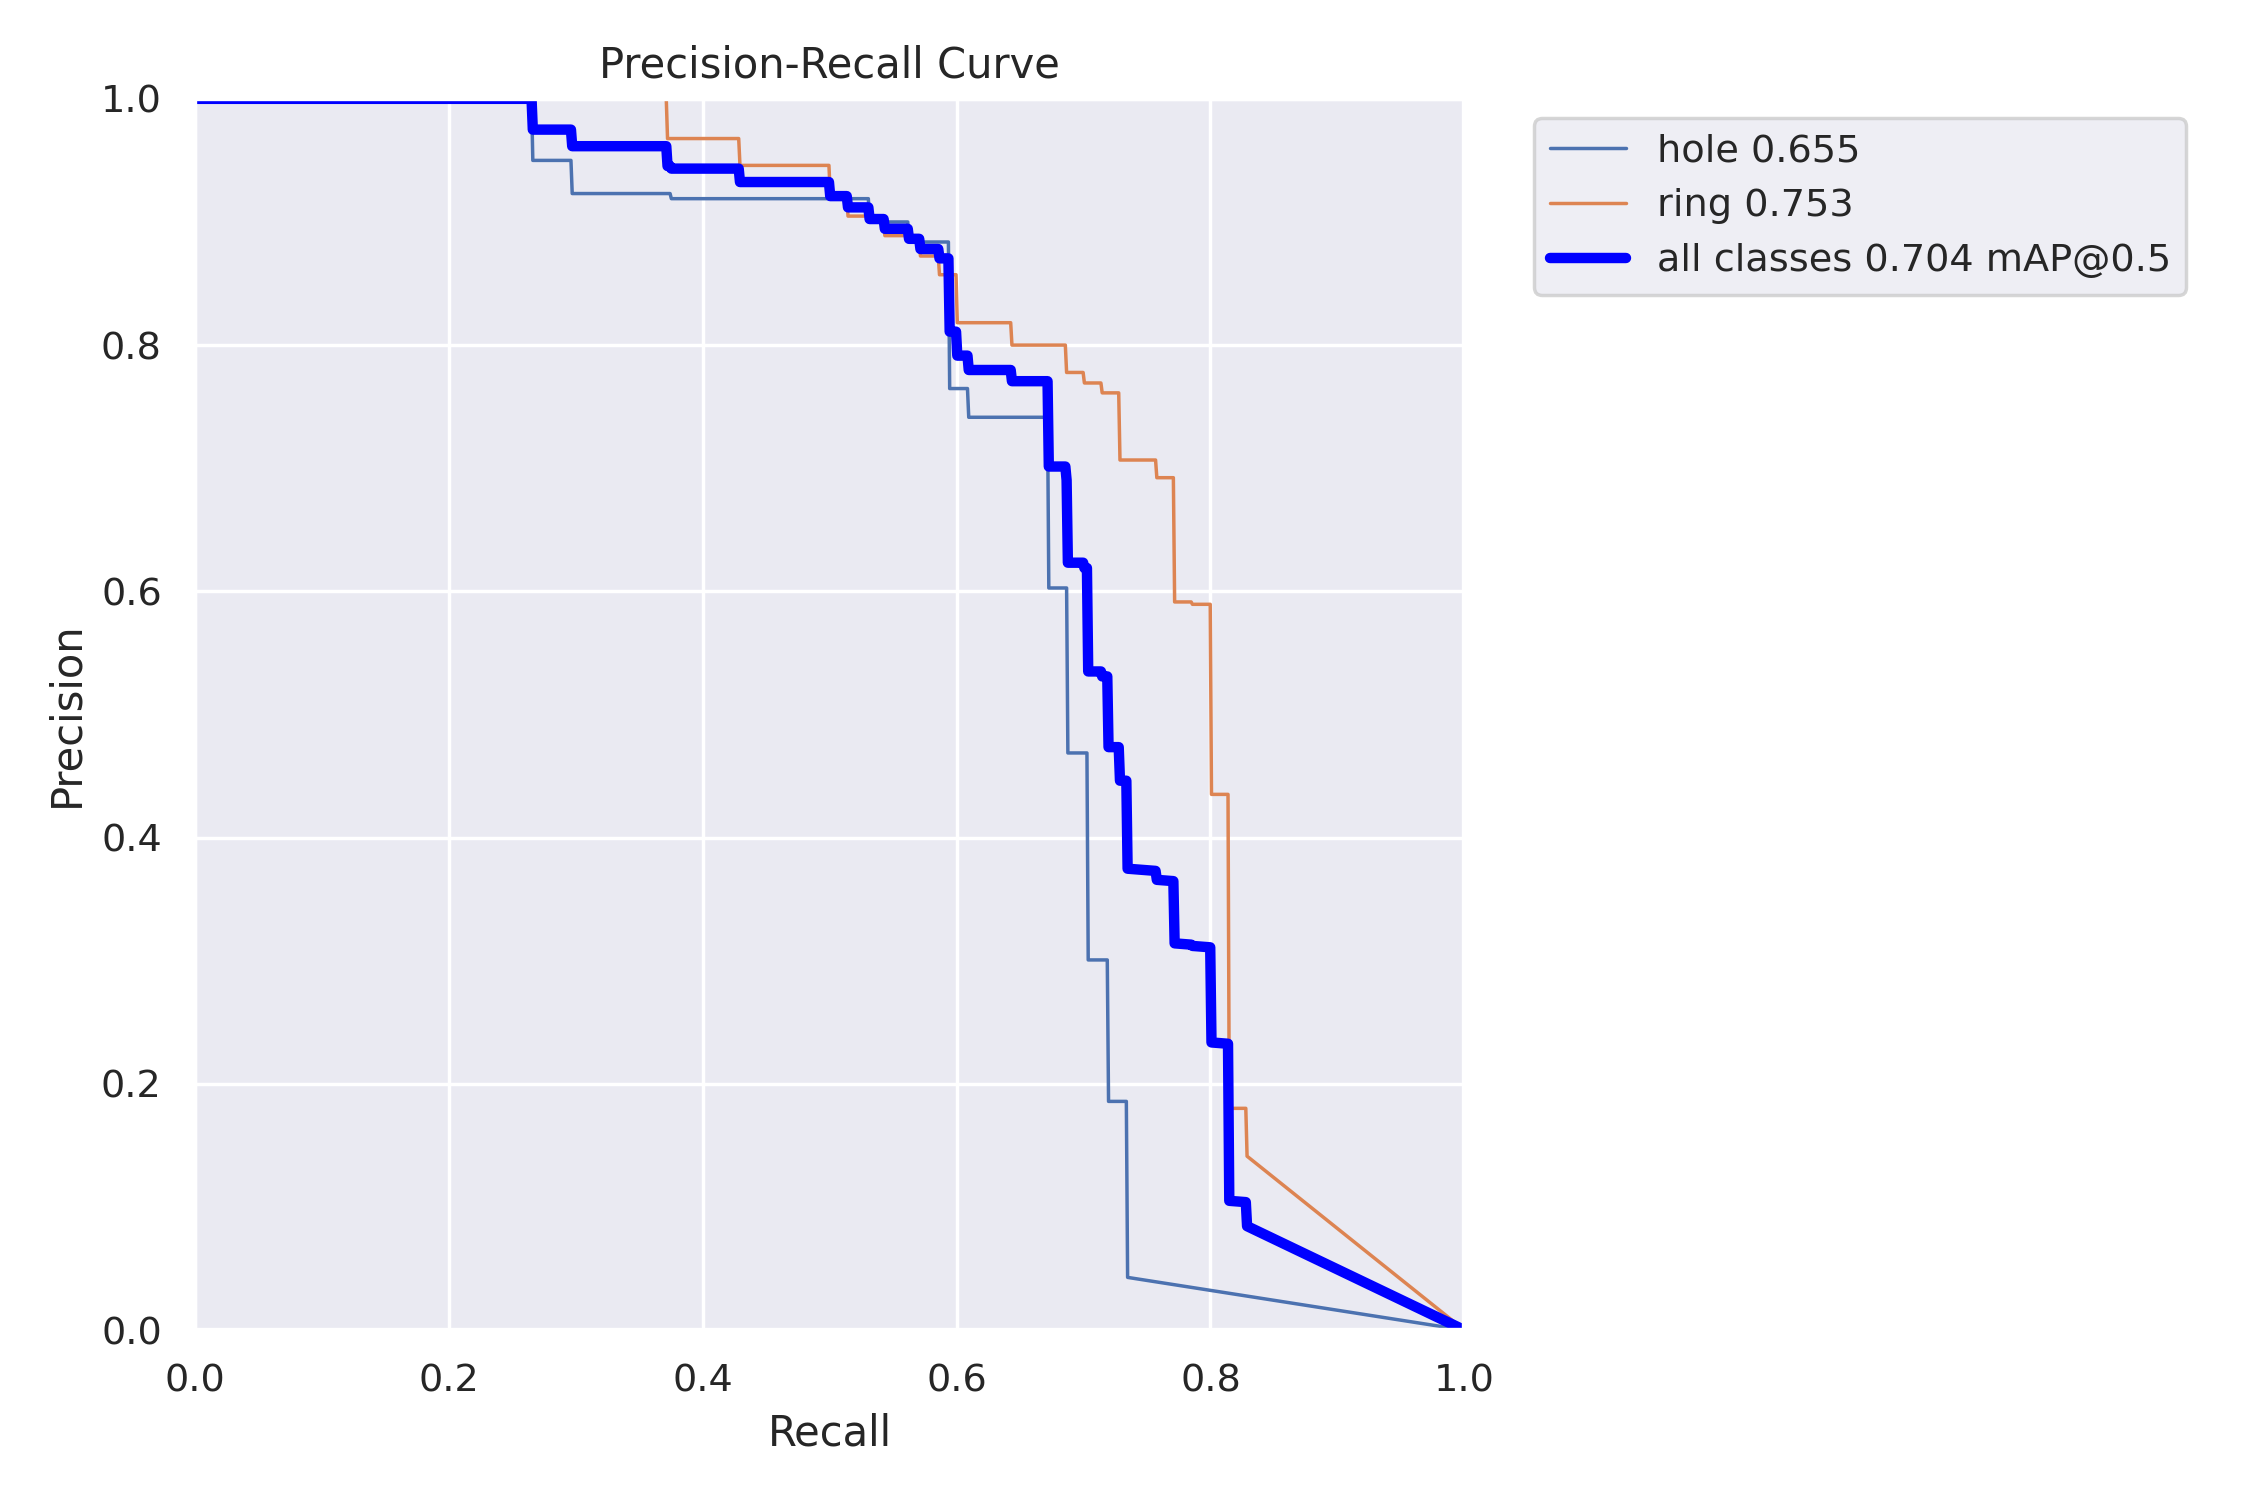 Precision-Recall Curve
hole 0.655
ring 0.753
all classes 0.704 mAP@0.5
1.0
0.8
0.6
0.4
0.2
0.0
Precision
0.0 0.2 0.4 0.6 0.8 1.0
Recall